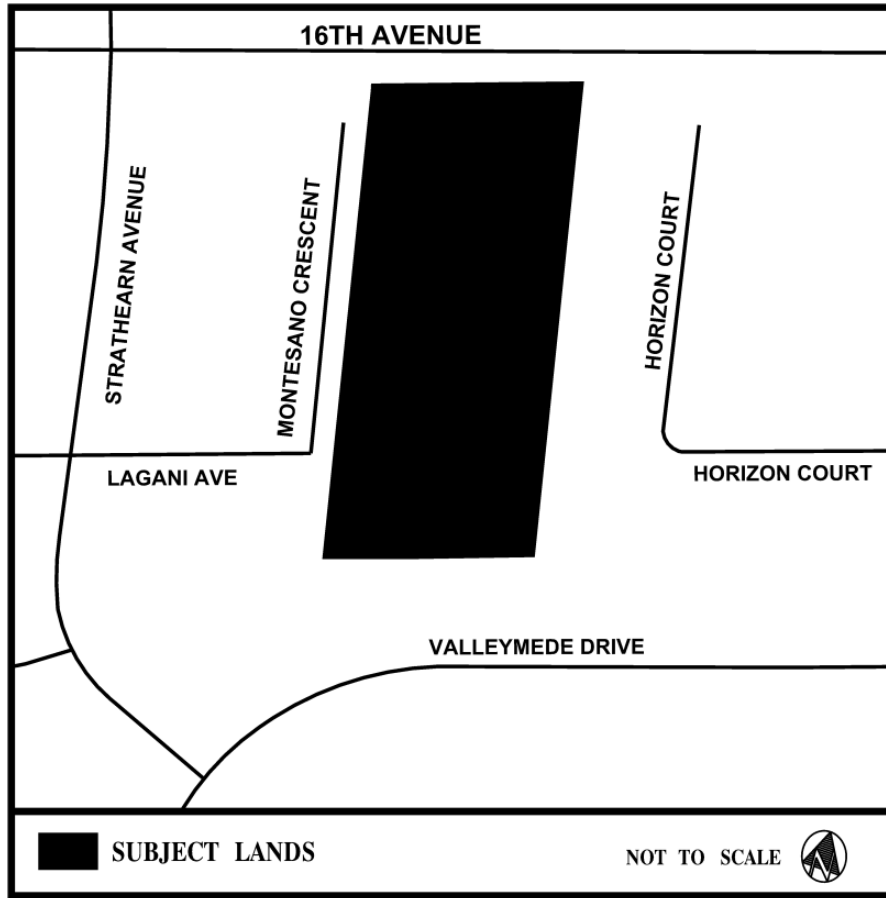 16TH AVENUE
STRATHEARN AVENUE
MONTESANO CRESCENT
HORIZON COURT
LAGANI AVE
HORIZON COURT
VALLEYMEDE DRIVE
SUBJECT LANDS
NOT TO SCALE